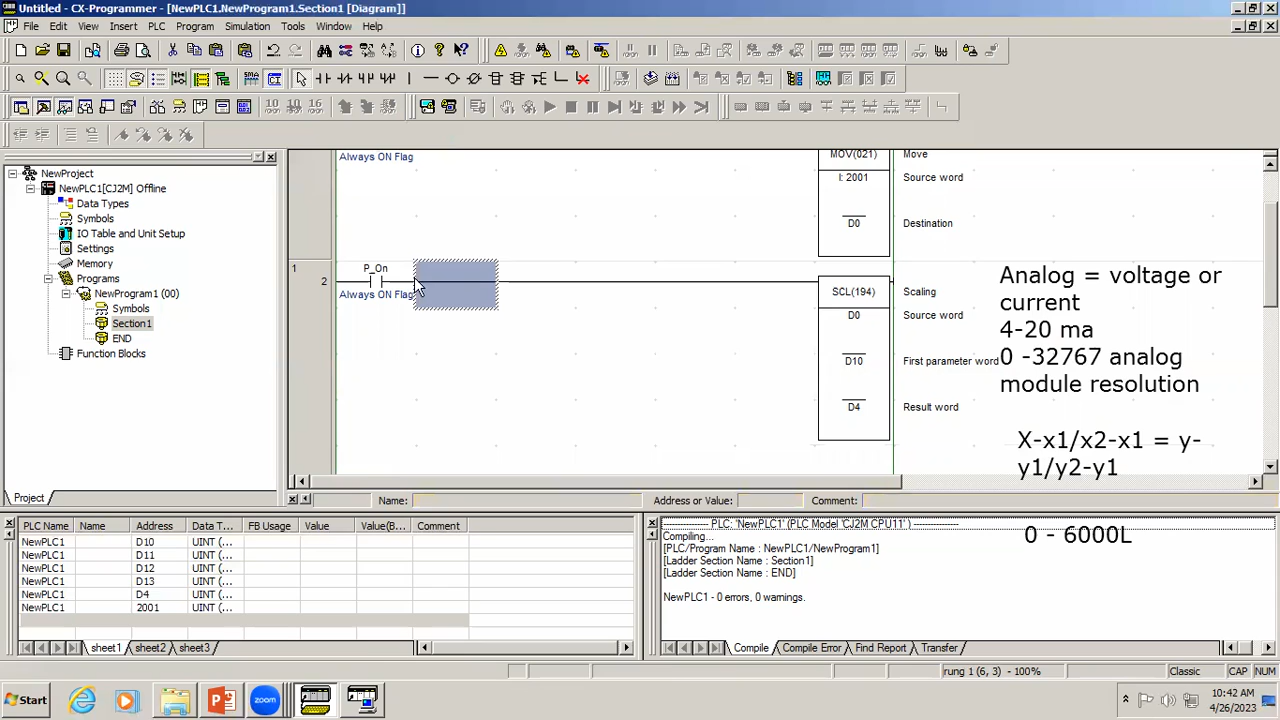 Untitled - CX-Programmer - [NewPLC1.NewProgram1.Section1 [Diagram]]
File Edit View Insert PLC Program Simulation Tools Window Help
10 10 16
NewProject
NewPLC1[CJ2M] Offline
Data Types
Symbols
IO Table and Unit Setup
Settings
Memory
Programs
NewProgram1 (00)
Symbols
Section1
END
Function Blocks
Project
Always ON Flag
MOV(021) Move
I: 2001 Source word
D0 Destination
1
2
P_On
Always ON Flag
SCL(194) Scaling
D0 Source word
D10 First parameter word
D4 Result word
Analog = voltage or
current
4-20 ma
0 -32767 analog
module resolution
X-x1/x2-x1 = y-
y1/y2-y1
0 - 6000L
Name: Address or Value: Comment:
PLC Name Name Address Data T... FB Usage Value Value(B... Comment
NewPLC1 D10 UINT (...
NewPLC1 D11 UINT (...
NewPLC1 D12 UINT (...
NewPLC1 D13 UINT (...
NewPLC1 D4 UINT (...
NewPLC1 2001 UINT (...
sheet1 sheet2 sheet3
-------------- PLC: 'NewPLC1' (PLC Model 'CJ2M CPU11' ) --------------
Compiling...
[PLC/Program Name : NewPLC1/NewProgram1]
[Ladder Section Name : Section1]
[Ladder Section Name : END]
NewPLC1 - 0 errors, 0 warnings.
Compile Compile Error Find Report Transfer
rung 1 (6, 3) - 100% Classic CAP NUM
Start
zoom
10:42 AM
4/26/2023